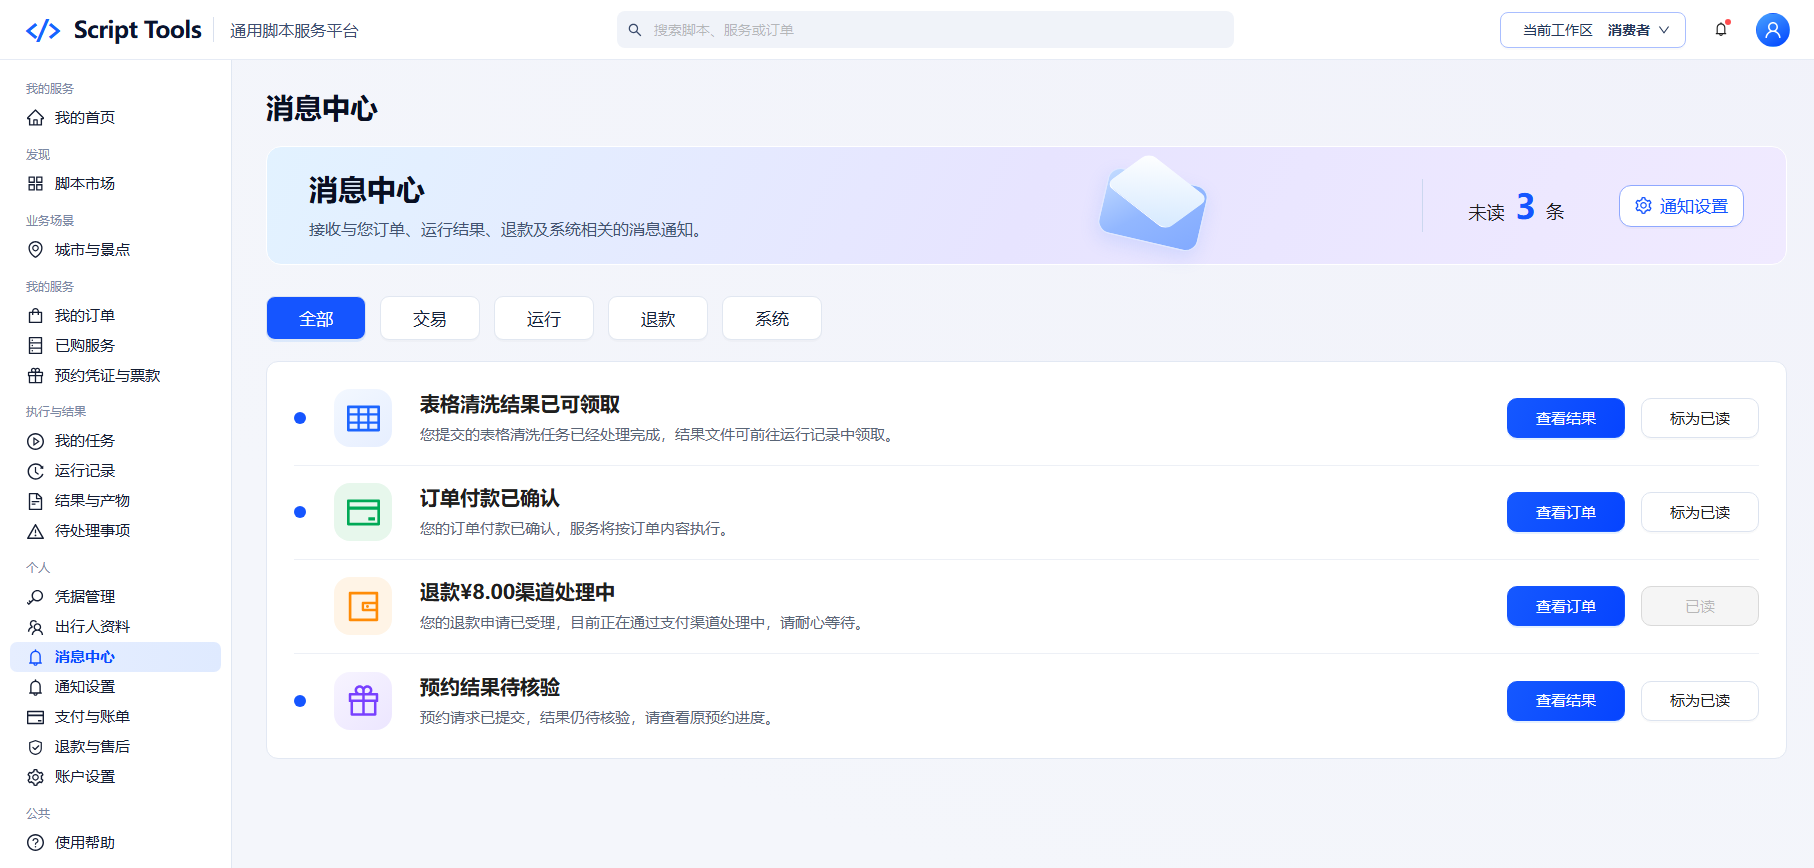 Script Tools
通用脚本服务平台
搜索脚本、服务或订单
当前工作区 消费者
我的服务
我的首页
发现
脚本市场
业务场景
城市与景点
我的服务
我的订单
已购服务
预约凭证与票款
执行与结果
我的任务
运行记录
结果与产物
待处理事项
个人
凭据管理
出行人资料
消息中心
通知设置
支付与账单
退款与售后
账户设置
公共
使用帮助
消息中心
消息中心
接收与您订单、运行结果、退款及系统相关的消息通知。
未读 3 条
通知设置
全部 交易 运行 退款 系统
表格清洗结果已可领取
您提交的表格清洗任务已经处理完成，结果文件可前往运行记录中领取。
查看结果 标为已读
订单付款已确认
您的订单付款已确认，服务将按订单内容执行。
查看订单 标为已读
退款¥8.00渠道处理中
您的退款申请已受理，目前正在通过支付渠道处理中，请耐心等待。
查看订单 已读
预约结果待核验
预约请求已提交，结果仍待核验，请查看原预约进度。
查看结果 标为已读